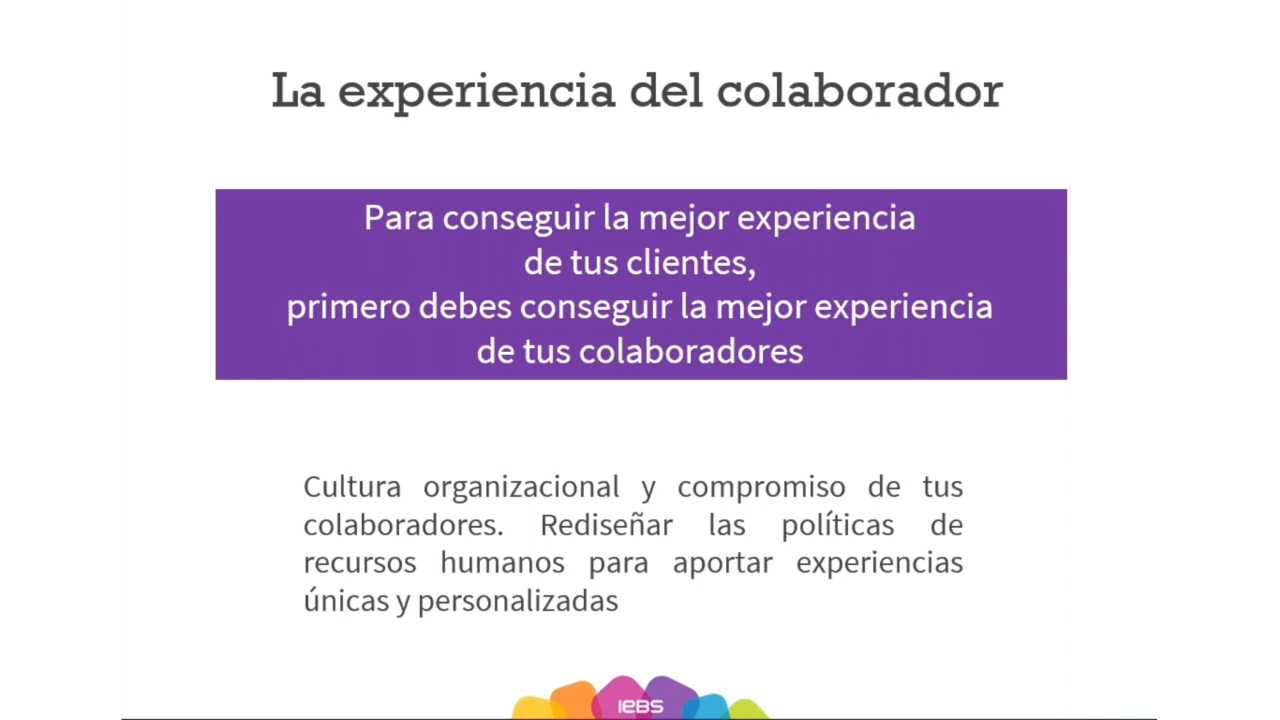 La experiencia del colaborador
Para conseguir la mejor experiencia
de tus clientes,
primero debes conseguir la mejor experiencia
de tus colaboradores
Cultura organizacional y compromiso de tus
colaboradores. Rediseñar las políticas de
recursos humanos para aportar experiencias
únicas y personalizadas
IEBS